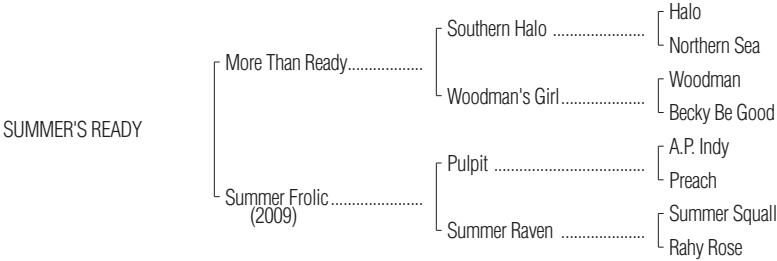 Halo
Southern Halo ......................
Northern Sea
More Than Ready..................
Woodman
Woodman's Girl....................
Becky Be Good
SUMMER'S READY
A.P. Indy
Pulpit ....................................
Preach
Summer Frolic......................
(2009)
Summer Squall
Summer Raven ....................
Rahy Rose